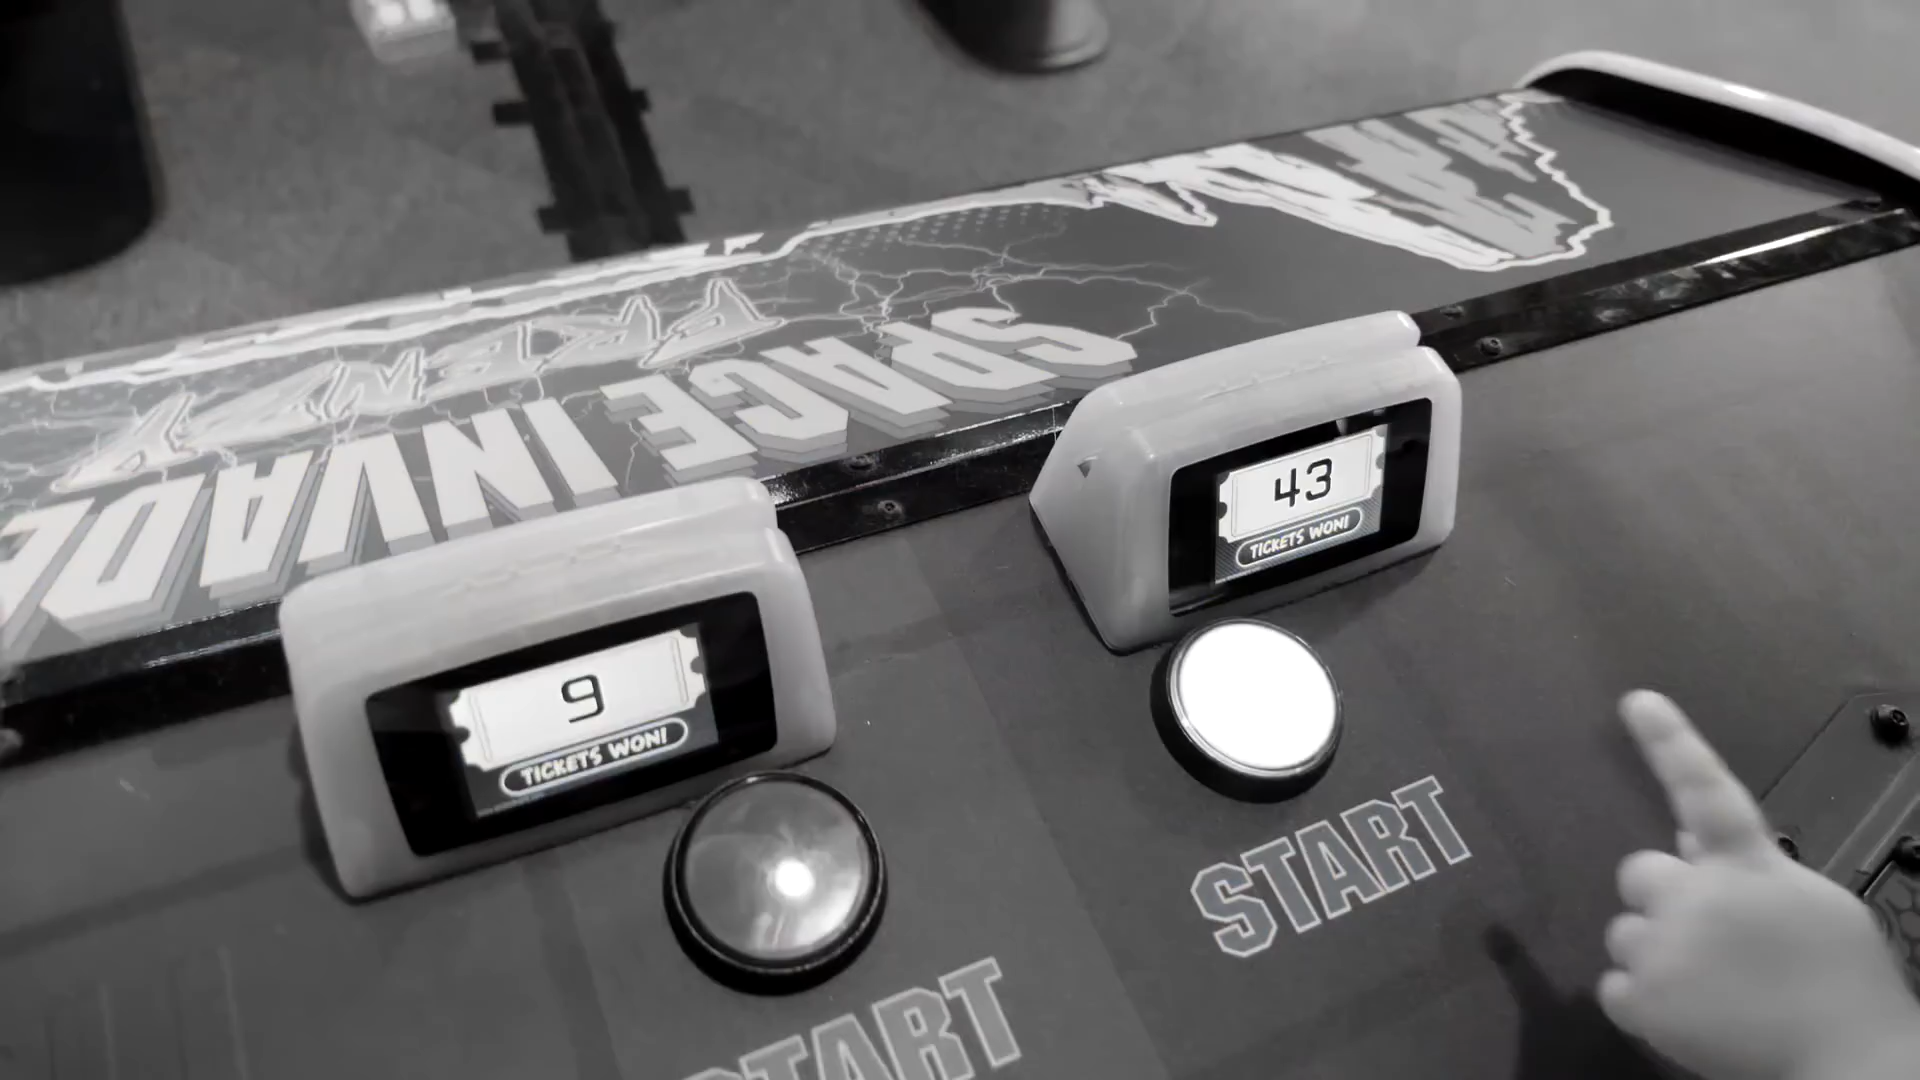 SPACE INVADE
FRENZY
43
TICKETS WON!
9
TICKETS WON!
START
START